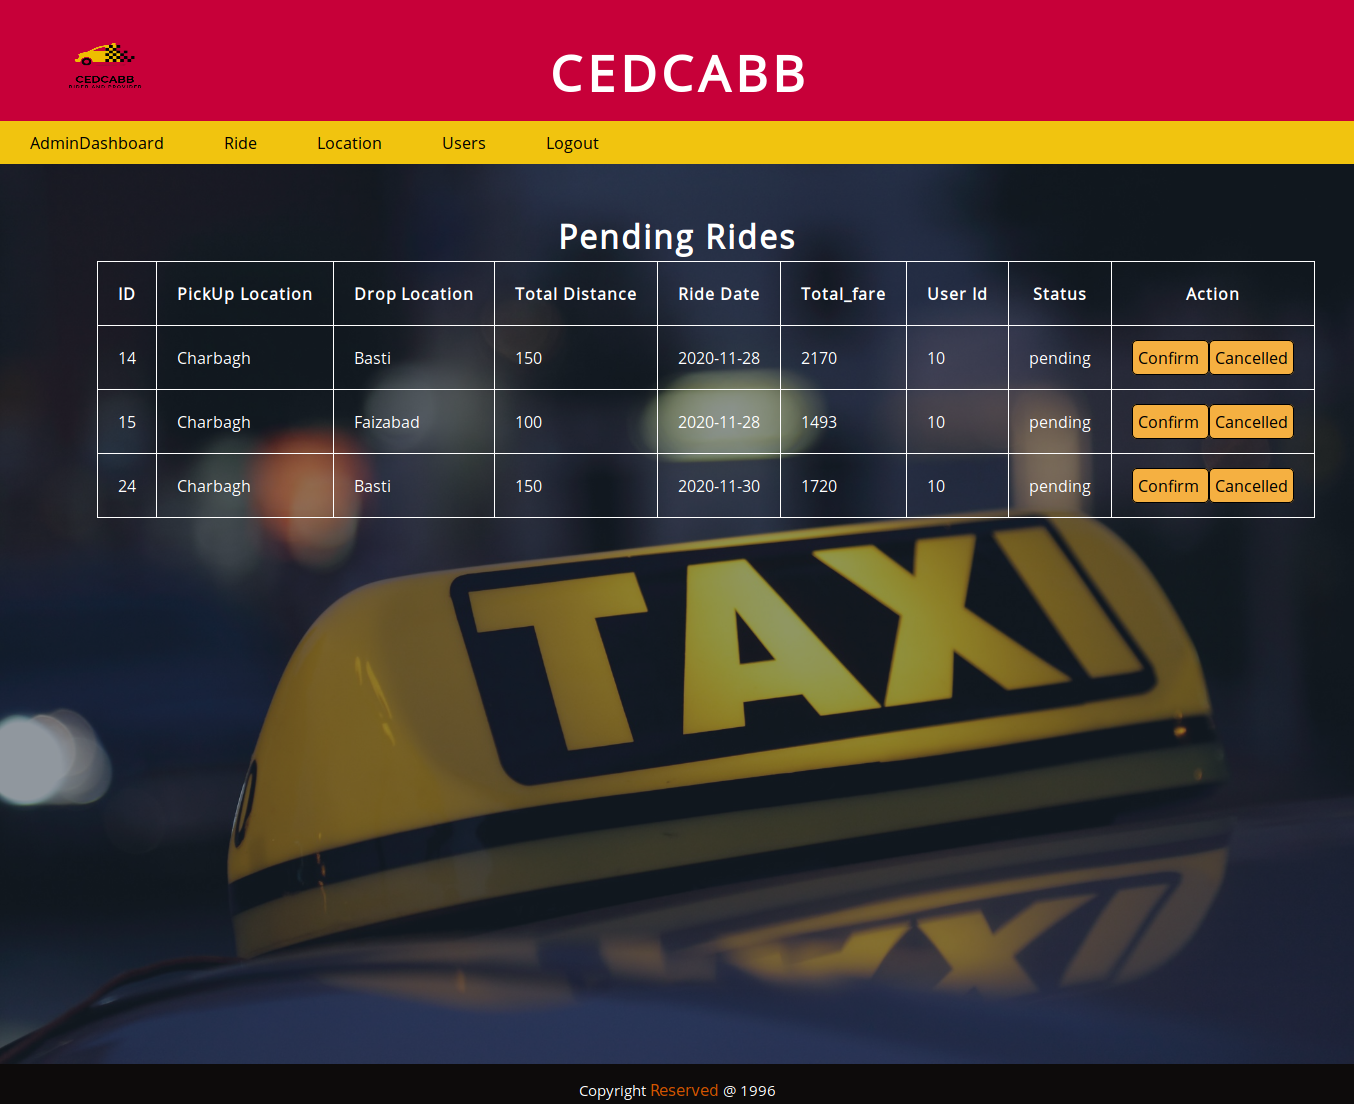 CEDCABB
RIDES AND PROVIDER
CEDCABB
AdminDashboard Ride Location Users Logout
Pending Rides
ID PickUp Location Drop Location Total Distance Ride Date Total_fare User Id Status Action
14 Charbagh Basti 150 2020-11-28 2170 10 pending Confirm Cancelled
15 Charbagh Faizabad 100 2020-11-28 1493 10 pending Confirm Cancelled
24 Charbagh Basti 150 2020-11-30 1720 10 pending Confirm Cancelled
TAXI
Copyright Reserved @ 1996